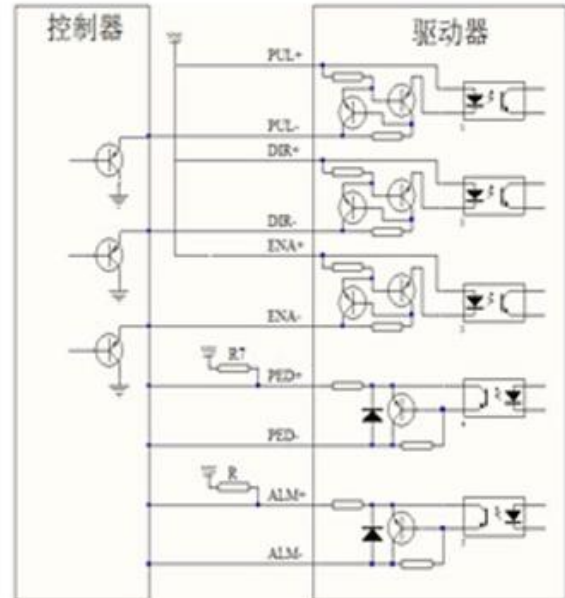 控制器
驱动器
PUL+
PUL-
DIR+
DIR-
ENA+
ENA-
R7
PED+
PED-
R
ALM+
ALM-